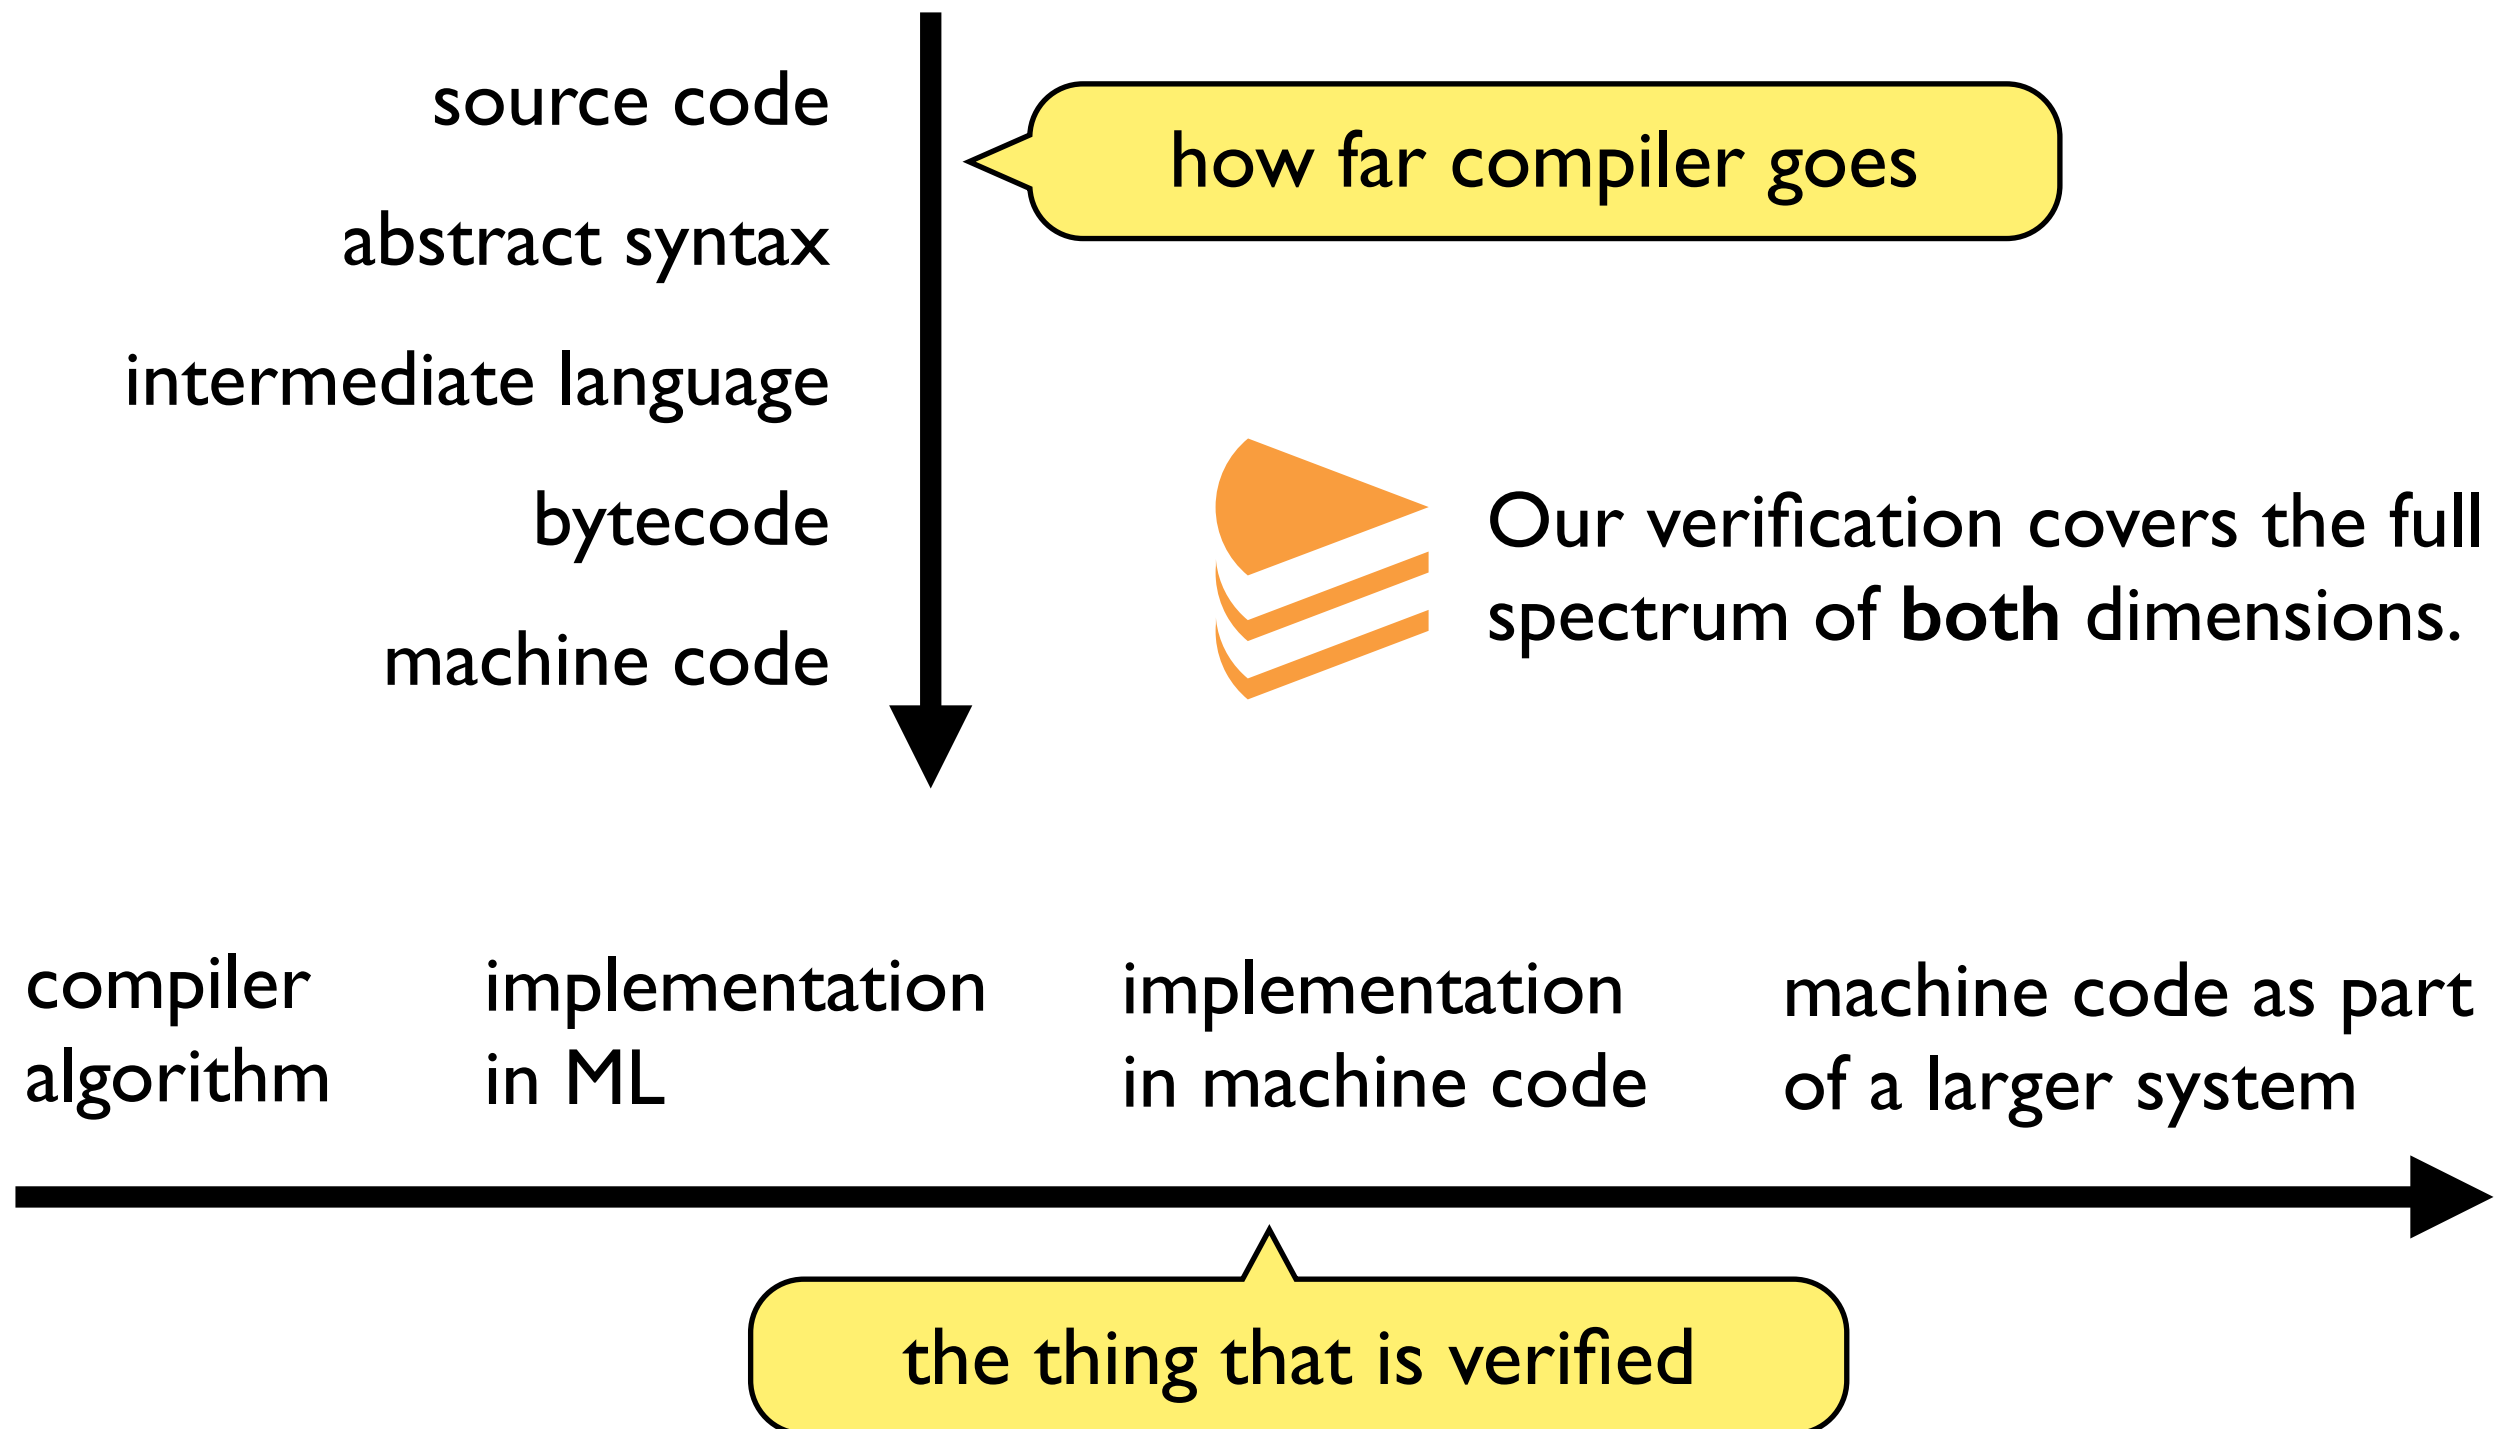 source code
how far compiler goes
abstract syntax
intermediate language
bytecode
Our verification covers the full
spectrum of both dimensions.
machine code
compiler
algorithm
implementation
in ML
implementation
in machine code
machine code as part
of a larger system
the thing that is verified